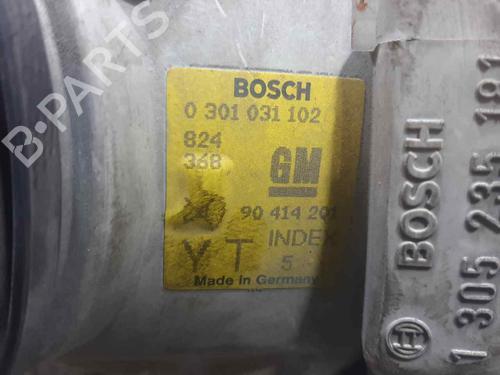 BOSCH
0 301 031 102
824
368
GM
90 414 201
Y T INDEX
5
Made in Germany
BOSCH
1 305 235 181
B-PARTS